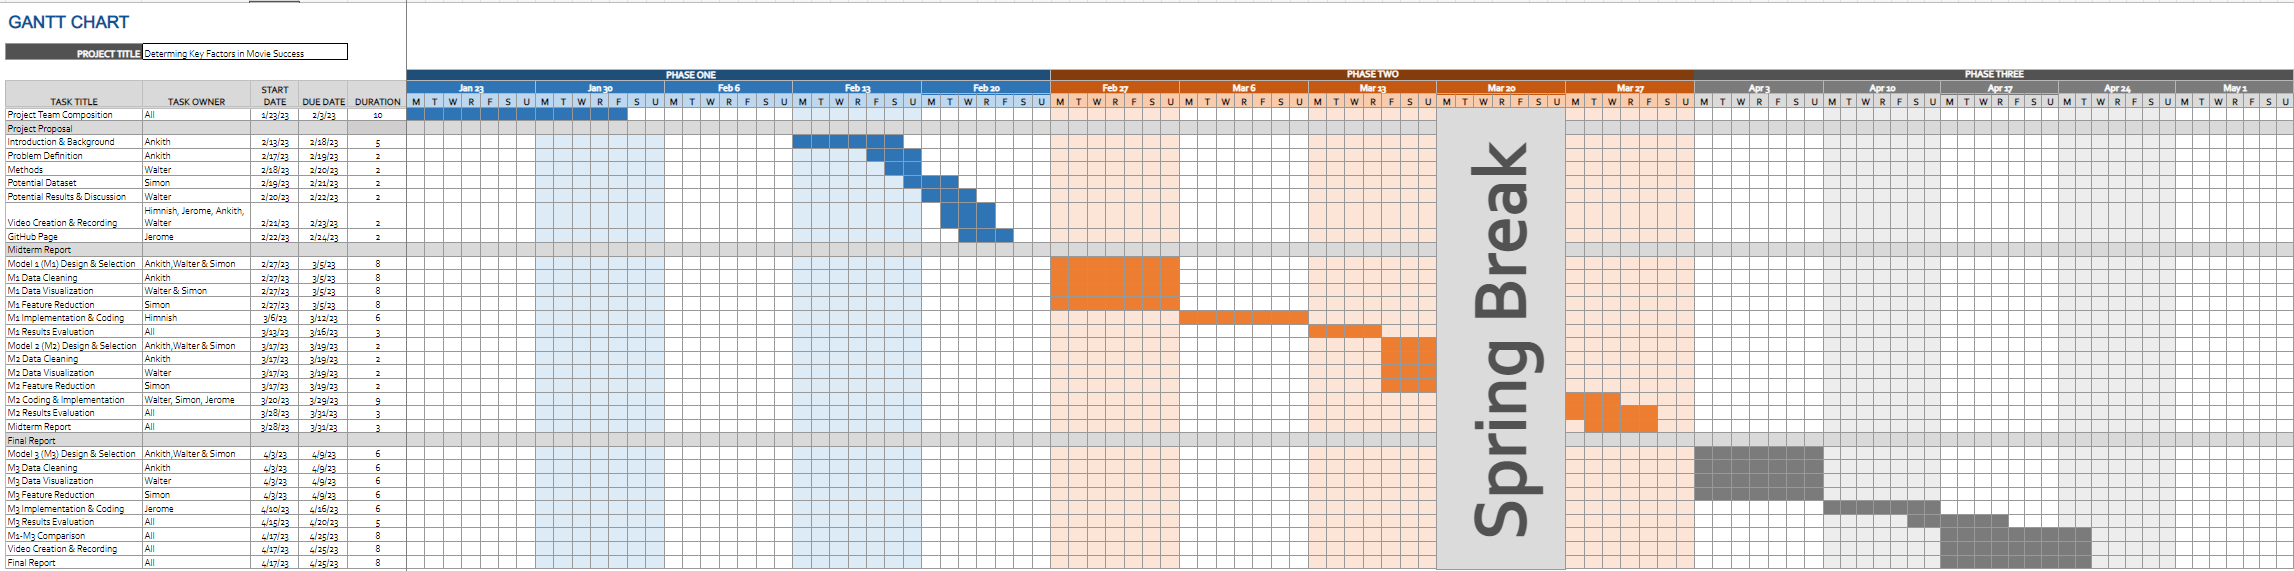 GANTT CHART
PROJECT TITLE Determing Key Factors in Movie Success
PHASE ONE PHASE TWO PHASE THREE
Jan 23 Jan 30 Feb 6 Feb 13 Feb 20 Feb 27 Mar 6 Mar 13 Mar 20 Mar 27 Apr 3 Apr 10 Apr 17 Apr 24 May 1
TASK TITLE TASK OWNER START DATE DUE DATE DURATION M T W R F S U M T W R F S U M T W R F S U M T W R F S U M T W R F S U M T W R F S U M T W R F S U M T W R F S U M T W R F S U M T W R F S U M T W R F S U M T W R F S U M T W R F S U M T W R F S U M T W R F S U
Project Team Composition All 1/23/23 2/3/23 10
Project Proposal
Introduction & Background Ankith 2/13/23 2/18/23 5
Problem Definition Ankith 2/17/23 2/19/23 2
Methods Walter 2/18/23 2/20/23 2
Potential Dataset Simon 2/19/23 2/21/23 2
Potential Results & Discussion Walter 2/20/23 2/22/23 2
Video Creation & Recording Himnish, Jerome, Ankith, Walter 2/21/23 2/23/23 2
GitHub Page Jerome 2/22/23 2/24/23 2
Midterm Report
Model 1 (M1) Design & Selection Ankith,Walter & Simon 2/27/23 3/5/23 8
M1 Data Cleaning Ankith 2/27/23 3/5/23 8
M1 Data Visualization Walter & Simon 2/27/23 3/5/23 8
M1 Feature Reduction Simon 2/27/23 3/5/23 8
M1 Implementation & Coding Himnish 3/6/23 3/12/23 6
M1 Results Evaluation All 3/13/23 3/16/23 3
Model 2 (M2) Design & Selection Ankith,Walter & Simon 3/17/23 3/19/23 2
M2 Data Cleaning Ankith 3/17/23 3/19/23 2
M2 Data Visualization Walter 3/17/23 3/19/23 2
M2 Feature Reduction Simon 3/17/23 3/19/23 2
M2 Coding & Implementation Walter, Simon, Jerome 3/20/23 3/29/23 9
M2 Results Evaluation All 3/28/23 3/31/23 3
Midterm Report All 3/28/23 3/31/23 3
Final Report
Model 3 (M3) Design & Selection Ankith,Walter & Simon 4/3/23 4/9/23 6
M3 Data Cleaning Ankith 4/3/23 4/9/23 6
M3 Data Visualization Walter 4/3/23 4/9/23 6
M3 Feature Reduction Simon 4/3/23 4/9/23 6
M3 Implementation & Coding Jerome 4/10/23 4/16/23 6
M3 Results Evaluation All 4/15/23 4/20/23 5
M1-M3 Comparison All 4/17/23 4/25/23 8
Video Creation & Recording All 4/17/23 4/25/23 8
Final Report All 4/17/23 4/25/23 8
Spring Break